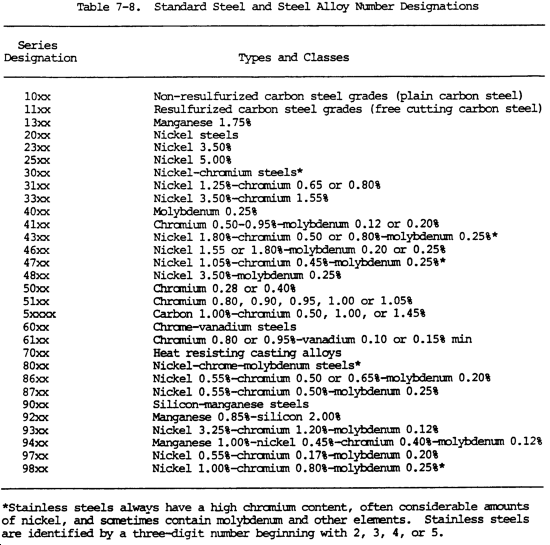 Table 7-8. Standard Steel and Steel Alloy Number Designations
Series
Designation Types and Classes
10xx Non-resulfurized carbon steel grades (plain carbon steel)
11xx Resulfurized carbon steel grades (free cutting carbon steel)
13xx Manganese 1.75%
20xx Nickel steels
23xx Nickel 3.50%
25xx Nickel 5.00%
30xx Nickel-chromium steels*
31xx Nickel 1.25%-chromium 0.65 or 0.80%
33xx Nickel 3.50%-chromium 1.55%
40xx Molybdenum 0.25%
41xx Chromium 0.50-0.95%-molybdenum 0.12 or 0.20%
43xx Nickel 1.80%-chromium 0.50 or 0.80%-molybdenum 0.25%*
46xx Nickel 1.55 or 1.80%-molybdenum 0.20 or 0.25%
47xx Nickel 1.05%-chromium 0.45%-molybdenum 0.25%*
48xx Nickel 3.50%-molybdenum 0.25%
50xx Chromium 0.28 or 0.40%
51xx Chromium 0.80, 0.90, 0.95, 1.00 or 1.05%
5xxxx Carbon 1.00%-chromium 0.50, 1.00, or 1.45%
60xx Chrome-vanadium steels
61xx Chromium 0.80 or 0.95%-vanadium 0.10 or 0.15% min
70xx Heat resisting casting alloys
80xx Nickel-chrome-molybdenum steels*
86xx Nickel 0.55%-chromium 0.50 or 0.65%-molybdenum 0.20%
87xx Nickel 0.55%-chromium 0.50%-molybdenum 0.25%
90xx Silicon-manganese steels
92xx Manganese 0.85%-silicon 2.00%
93xx Nickel 3.25%-chromium 1.20%-molybdenum 0.12%
94xx Manganese 1.00%-nickel 0.45%-chromium 0.40%-molybdenum 0.12%
97xx Nickel 0.55%-chromium 0.17%-molybdenum 0.20%
98xx Nickel 1.00%-chromium 0.80%-molybdenum 0.25%*
*Stainless steels always have a high chromium content, often considerable amounts
of nickel, and sometimes contain molybdenum and other elements. Stainless steels
are identified by a three-digit number beginning with 2, 3, 4, or 5.